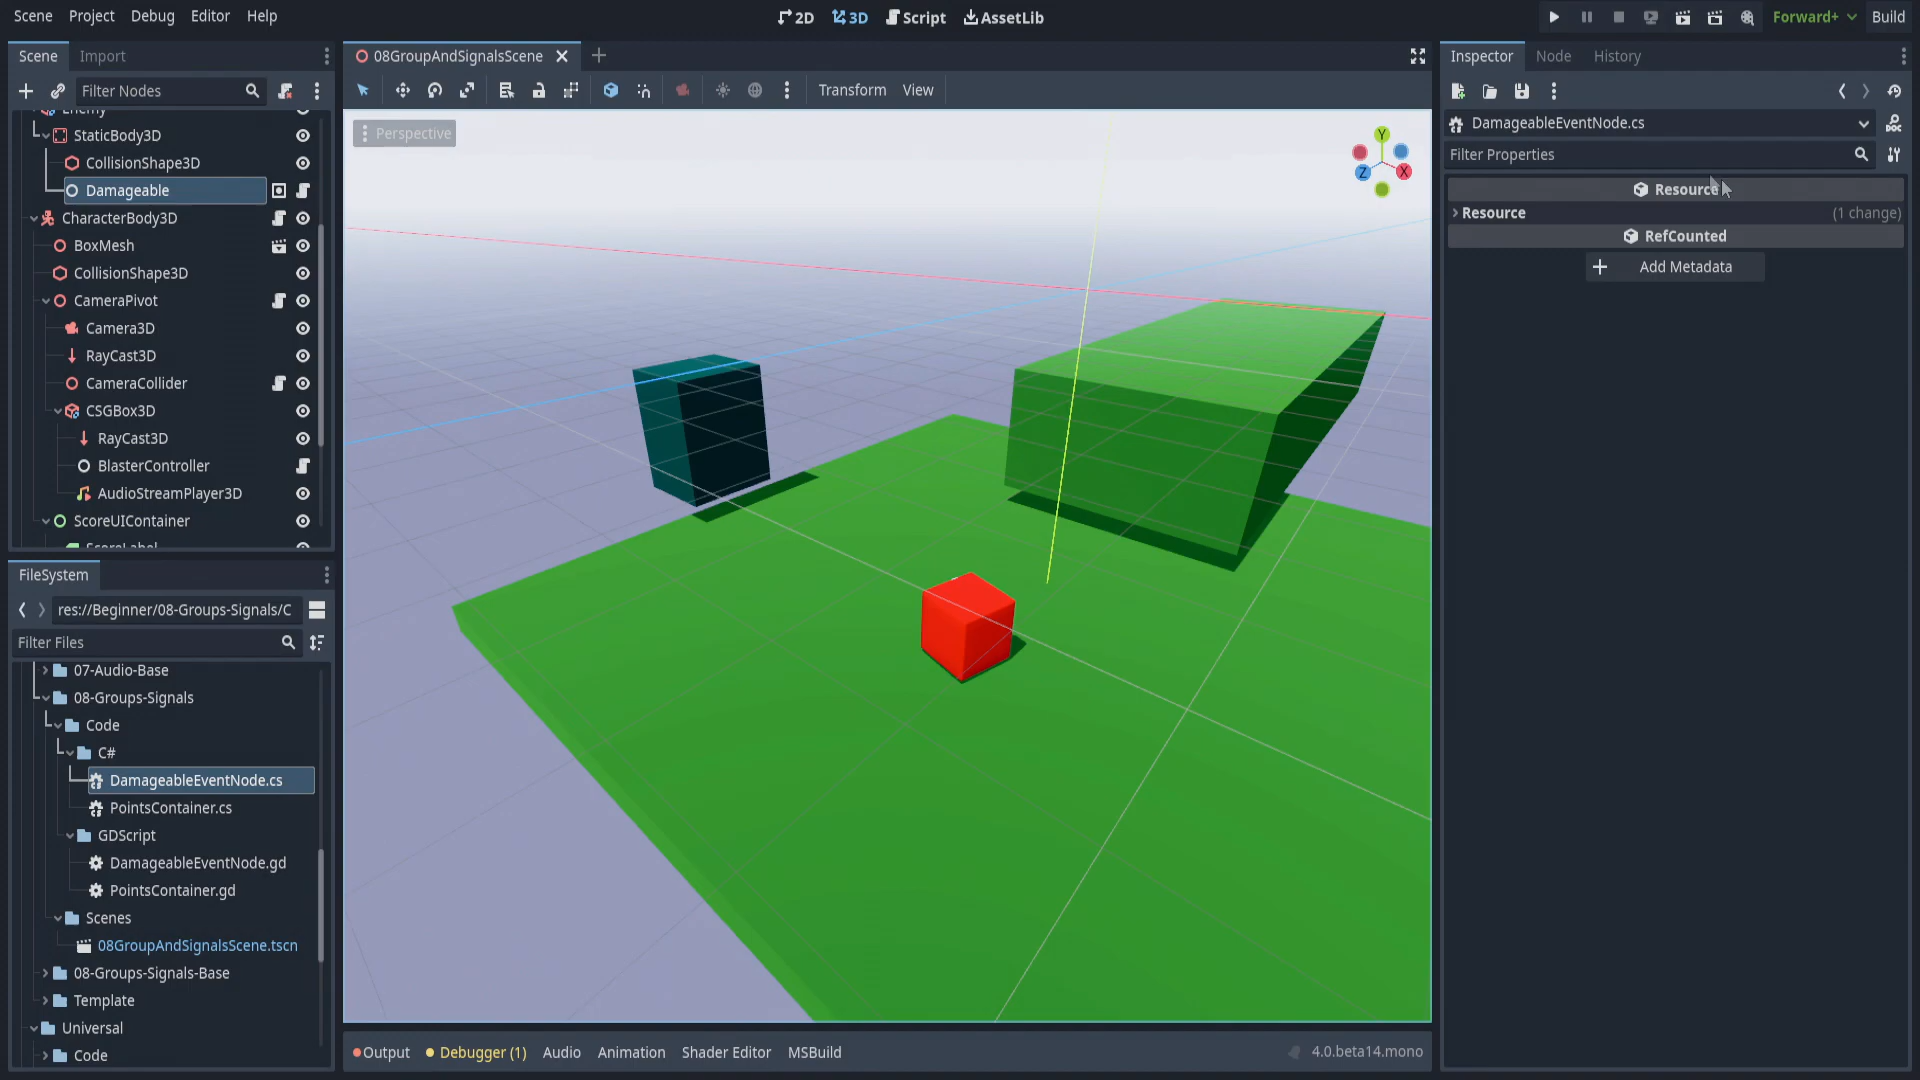 Scene Project Debug Editor Help
2D 3D Script AssetLib
Forward+ Build
Scene Import
Filter Nodes
Enemy
StaticBody3D
CollisionShape3D
Damageable
CharacterBody3D
BoxMesh
CollisionShape3D
CameraPivot
Camera3D
RayCast3D
CameraCollider
CSGBox3D
RayCast3D
BlasterController
AudioStreamPlayer3D
ScoreUIContainer
ScoreLabel
FileSystem
res://Beginner/08-Groups-Signals/C
Filter Files
07-Audio-Base
08-Groups-Signals
Code
C#
DamageableEventNode.cs
PointsContainer.cs
GDScript
DamageableEventNode.gd
PointsContainer.gd
Scenes
08GroupAndSignalsScene.tscn
08-Groups-Signals-Base
Template
Universal
Code
08GroupAndSignalsScene
Transform View
Perspective
Y
Z X
Output Debugger (1) Audio Animation Shader Editor MSBuild
4.0.beta14.mono
Inspector Node History
DamageableEventNode.cs
Filter Properties
Resource
Resource (1 change)
RefCounted
Add Metadata